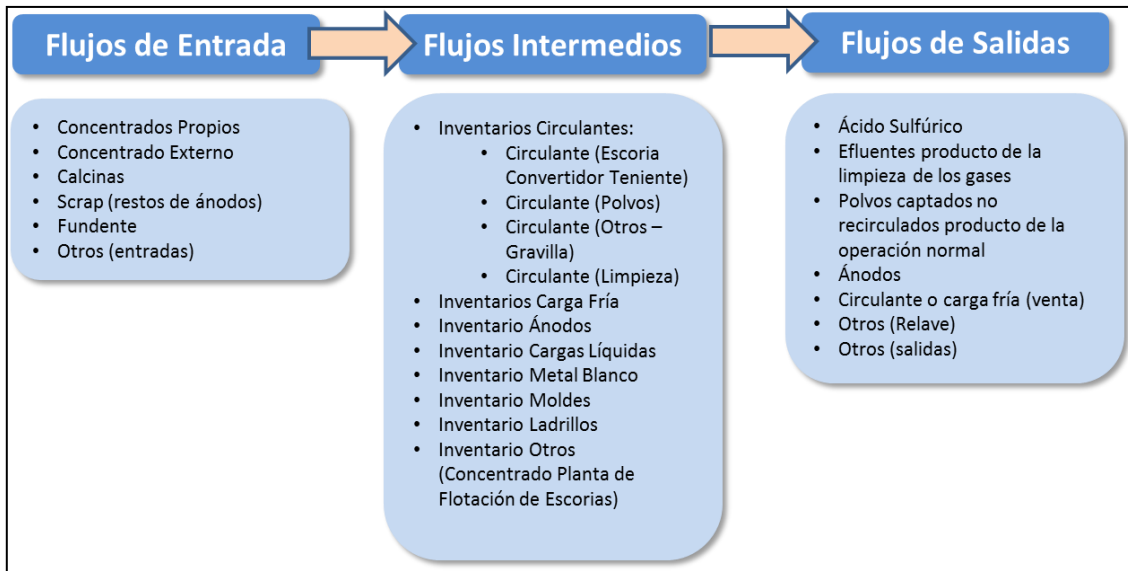 Flujos de Entrada
• Concentrados Propios
• Concentrado Externo
• Calcinas
• Scrap (restos de ánodos)
• Fundente
• Otros (entradas)
Flujos Intermedios
• Inventarios Circulantes:
• Circulante (Escoria
Convertidor Teniente)
• Circulante (Polvos)
• Circulante (Otros –
Gravilla)
• Circulante (Limpieza)
• Inventarios Carga Fría
• Inventario Ánodos
• Inventario Cargas Líquidas
• Inventario Metal Blanco
• Inventario Moldes
• Inventario Ladrillos
• Inventario Otros
(Concentrado Planta de
Flotación de Escorias)
Flujos de Salidas
• Ácido Sulfúrico
• Efluentes producto de la
limpieza de los gases
• Polvos captados no
recirculados producto de la
operación normal
• Ánodos
• Circulante o carga fría (venta)
• Otros (Relave)
• Otros (salidas)